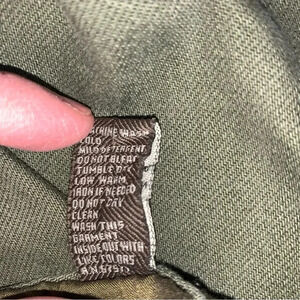 MACHINE WASH
COLD
MILD DETERGENT
DO NOT BLEAT
TUMBLE DRY
LOW WARM
IRON IF NEEDED
DO NOT DRY
CLEAN
WASH THIS
GARMENT
INSIDE OUT WITH
LIKE COLORS